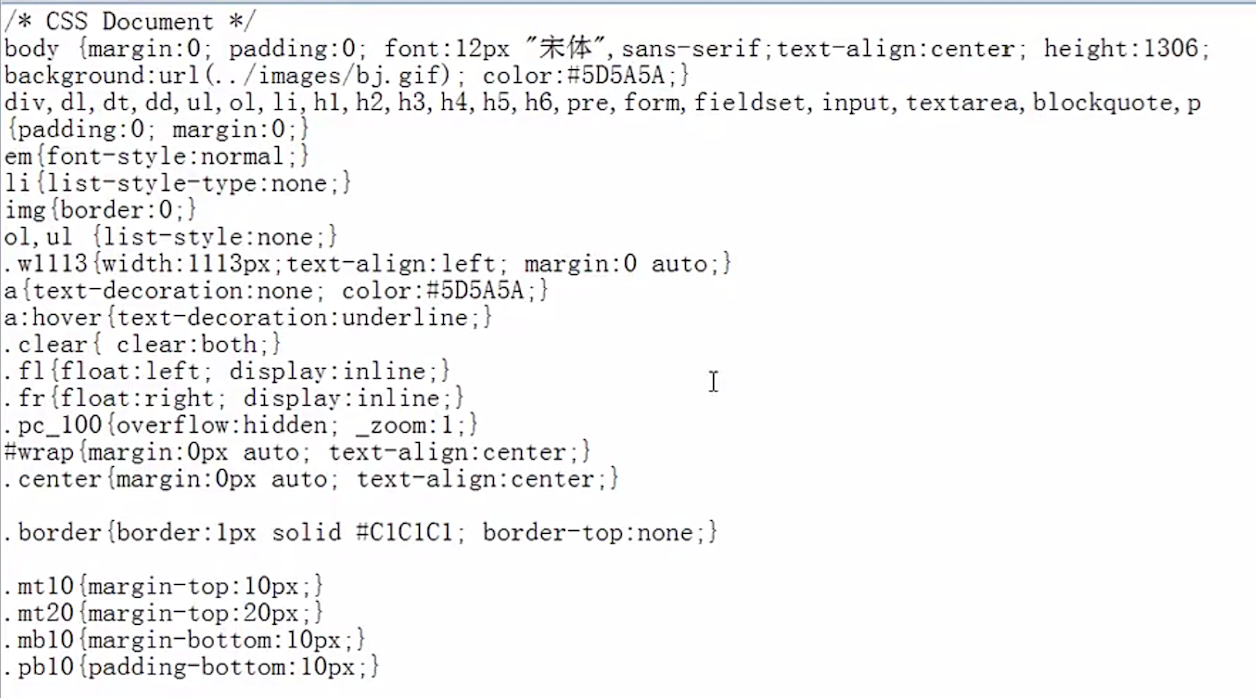 /* CSS Document */
body {margin:0; padding:0; font:12px "宋体",sans-serif;text-align:center; height:1306;
background:url(../images/bj.gif); color:#5D5A5A;}
div,dl,dt,dd,ul,ol,li,h1,h2,h3,h4,h5,h6,pre,form,fieldset,input,textarea,blockquote,p
{padding:0; margin:0;}
em{font-style:normal;}
li{list-style-type:none;}
img{border:0;}
ol,ul {list-style:none;}
.w1113{width:1113px;text-align:left; margin:0 auto;}
a{text-decoration:none; color:#5D5A5A;}
a:hover{text-decoration:underline;}
.clear{ clear:both;}
.fl{float:left; display:inline;}
.fr{float:right; display:inline;}
.pc_100{overflow:hidden; _zoom:1;}
#wrap{margin:0px auto; text-align:center;}
.center{margin:0px auto; text-align:center;}
.border{border:1px solid #C1C1C1; border-top:none;}
.mt10{margin-top:10px;}
.mt20{margin-top:20px;}
.mb10{margin-bottom:10px;}
.pb10{padding-bottom:10px;}